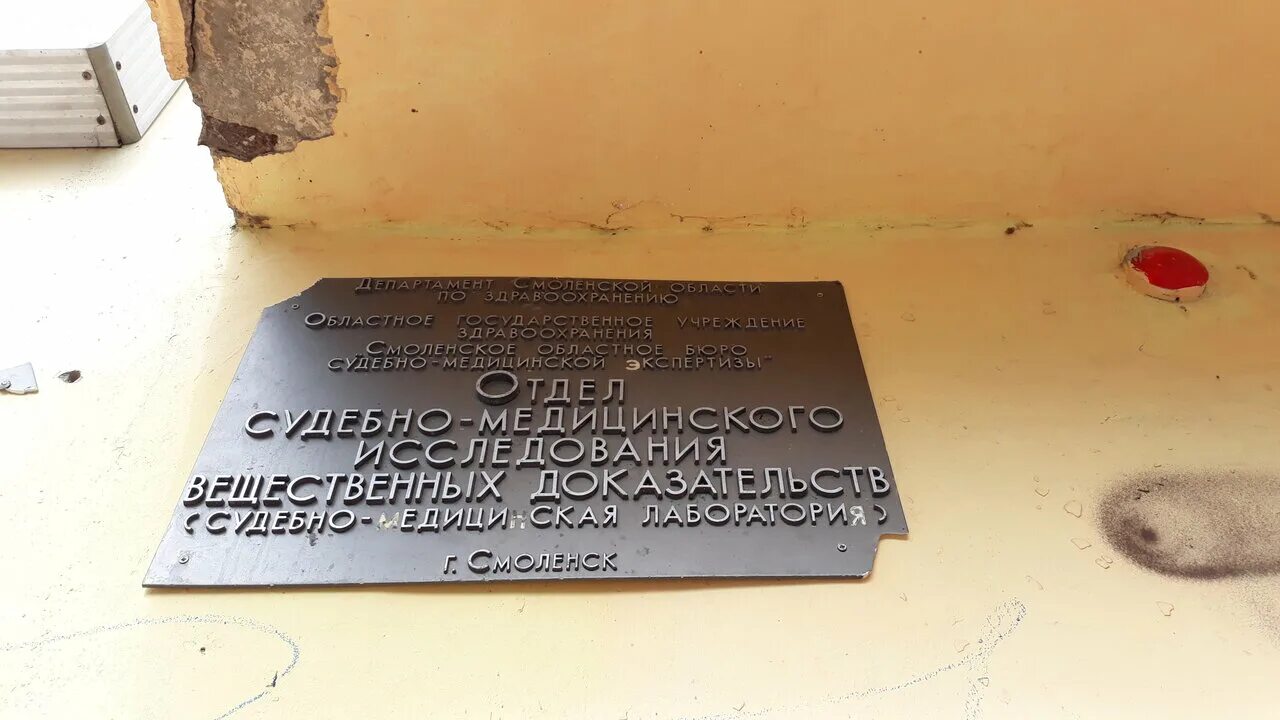 Департамент Смоленской области
по здравоохранению
Областное государственное учреждение
здравоохранения
"Смоленское областное бюро
судебно-медицинской экспертизы"
Отдел
судебно-медицинского
исследования
вещественных доказательств
(судебно-медицинская лаборатория)
г. Смоленск